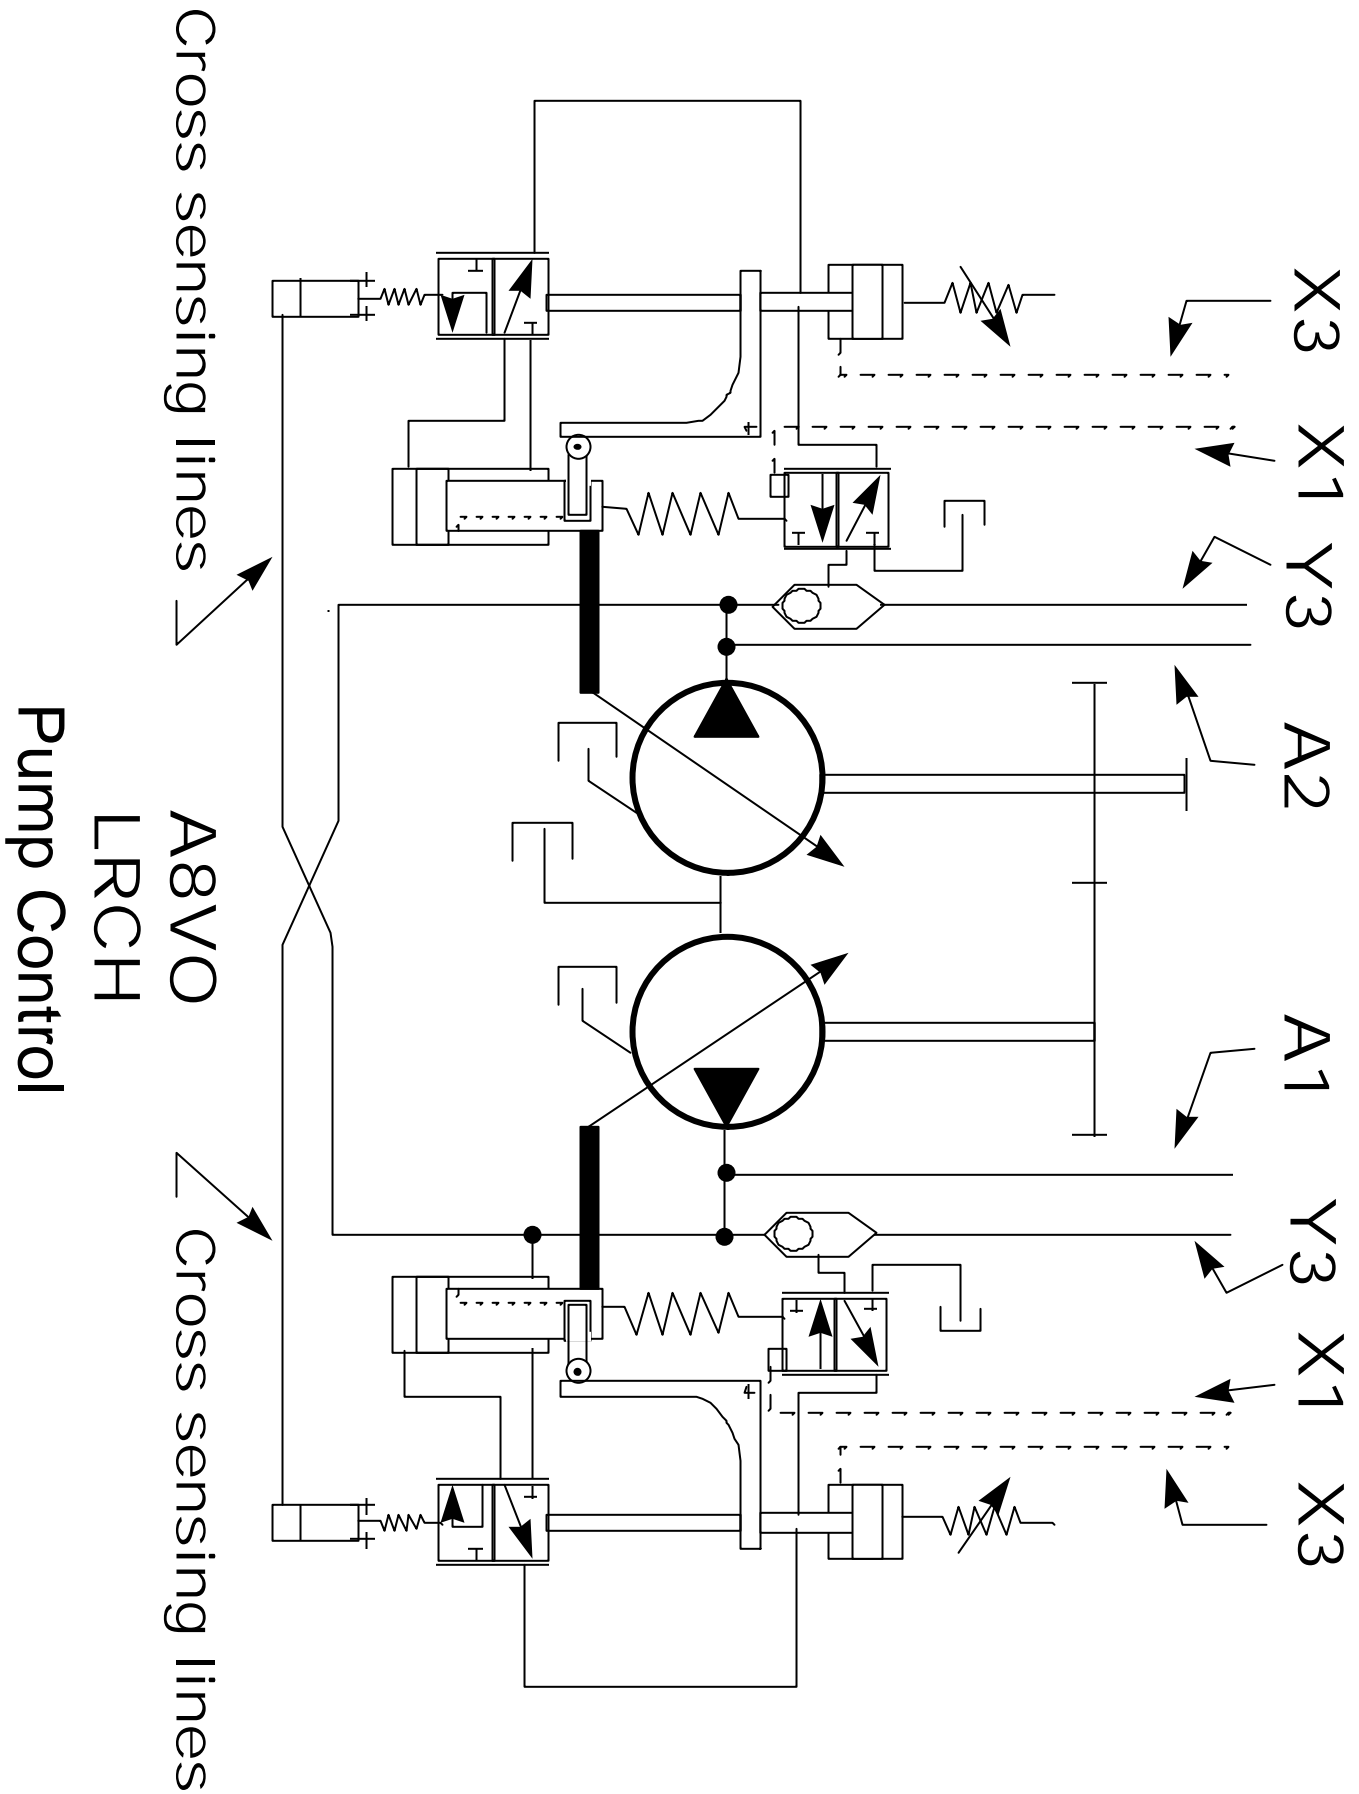 X3 X1 Y3 A2 A1 Y3 X1 X3
Cross sensing lines
Cross sensing lines
A8VO
LRCH
Pump Control